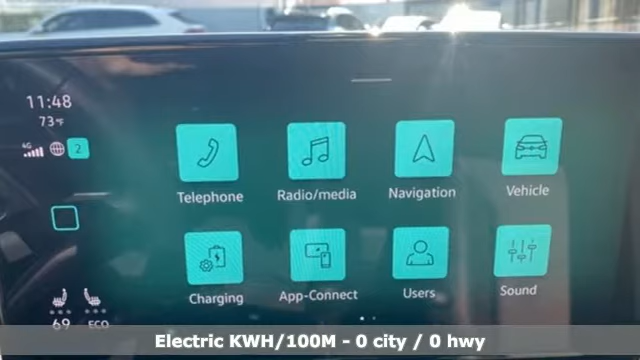 11:48
73°F
4G 2
Telephone Radio/media Navigation Vehicle
Charging App-Connect Users Sound
69 ECO
Electric KWH/100M - 0 city / 0 hwy